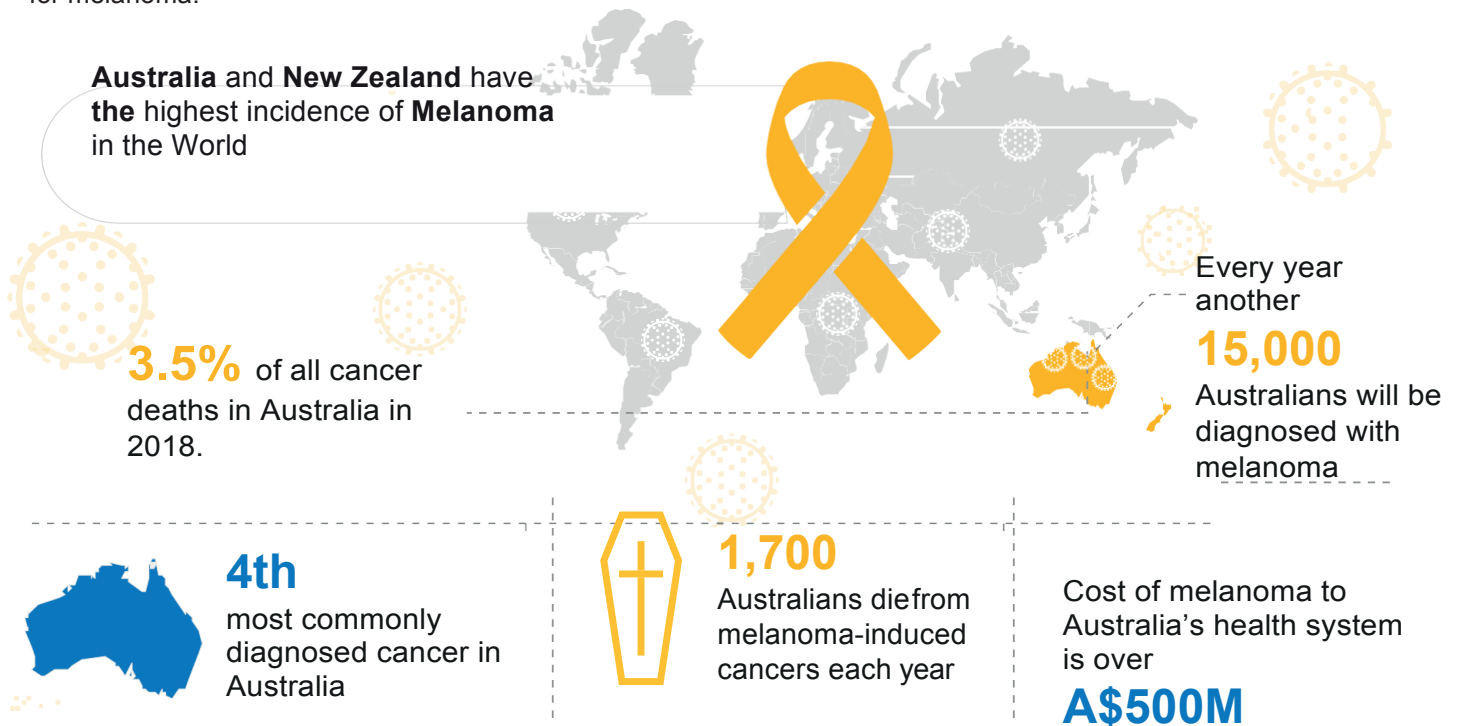 for melanoma.
Australia and New Zealand have
the highest incidence of Melanoma
in the World
Every year
another
15,000
Australians will be
diagnosed with
melanoma
3.5% of all cancer
deaths in Australia in
2018.
4th
most commonly
diagnosed cancer in
Australia
1,700
Australians diefrom
melanoma-induced
cancers each year
Cost of melanoma to
Australia’s health system
is over
A$500M